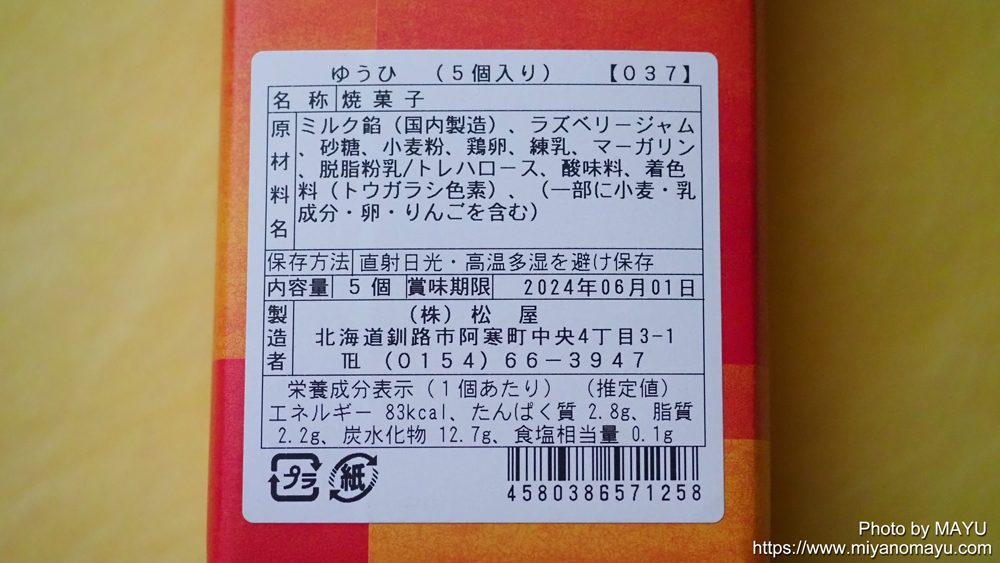 ゆうひ （５個入り） 【０３７】
名 称 焼 菓 子
原材料名 ミルク餡（国内製造）、ラズベリージャム
、砂糖、小麦粉、鶏卵、練乳、マーガリン
、脱脂粉乳/トレハロース、酸味料、着色
料（トウガラシ色素）、（一部に小麦・乳
成分・卵・りんごを含む）
保存方法 直射日光・高温多湿を避け保存
内容量 ５ 個 賞味期限 2024年06月01日
製造者 （株）松 屋
北海道釧路市阿寒町中央4丁目3-1
℡ （０１５４）６６－３９４７
栄養成分表示（１個あたり） （推定値）
エネルギー 83kcal、たんぱく質 2.8g、脂質
2.2g、炭水化物 12.7g、食塩相当量 0.1g
プラ 紙
4580386571258
Photo by MAYU
https://www.miyanomayu.com